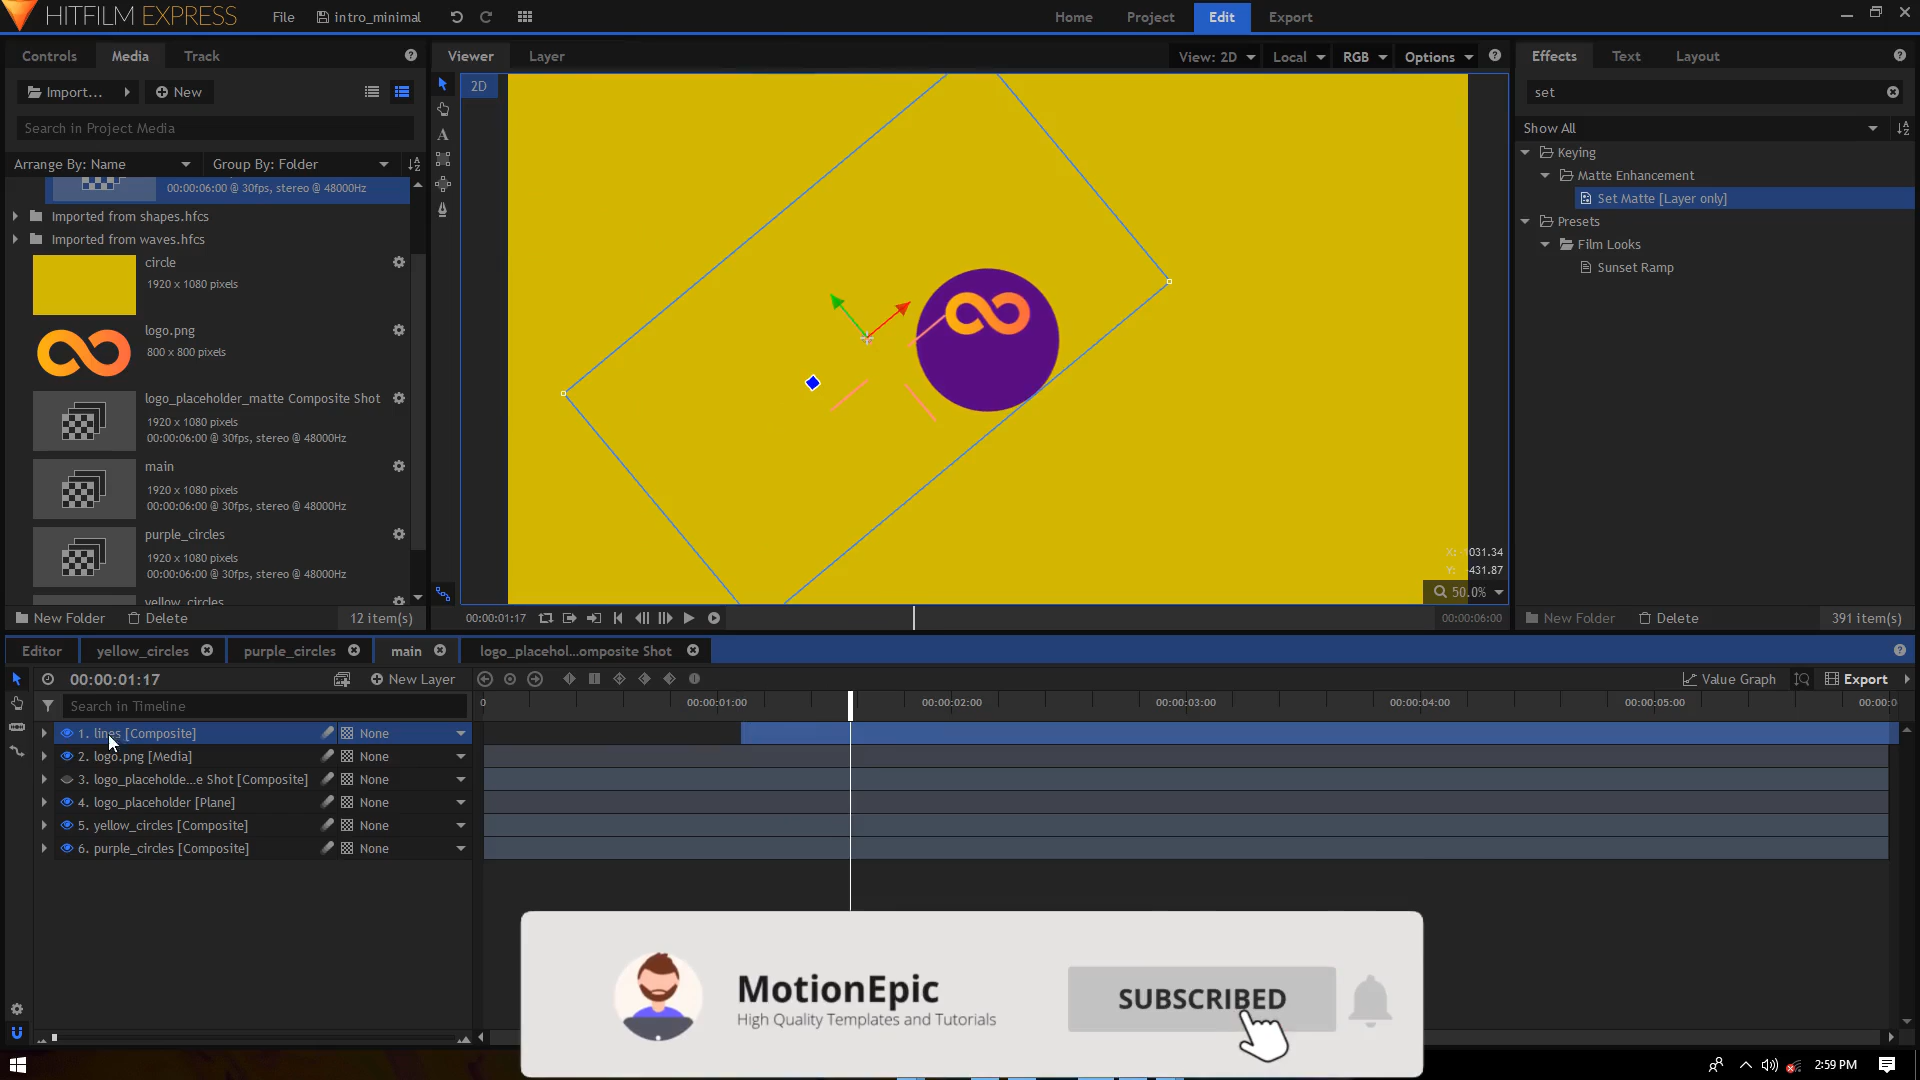 HITFILM EXPRESS
File
intro_minimal
Home
Project
Edit
Export
Controls
Media
Track
Viewer
Layer
View: 2D
Local
RGB
Options
Effects
Text
Layout
Import...
New
2D
set
Search in Project Media
Show All
Arrange By: Name
Group By: Folder
Keying
Matte Enhancement
Set Matte [Layer only]
Presets
Film Looks
Sunset Ramp
00:00:06:00 @ 30fps, stereo @ 48000Hz
Imported from shapes.hfcs
Imported from waves.hfcs
circle
1920 x 1080 pixels
logo.png
800 x 800 pixels
logo_placeholder_matte Composite Shot
1920 x 1080 pixels
00:00:06:00 @ 30fps, stereo @ 48000Hz
main
1920 x 1080 pixels
00:00:06:00 @ 30fps, stereo @ 48000Hz
purple_circles
1920 x 1080 pixels
00:00:06:00 @ 30fps, stereo @ 48000Hz
yellow_circles
X: -1031.34
Y: -431.87
50.0%
New Folder
Delete
12 item(s)
00:00:01:17
00:00:06:00
New Folder
Delete
391 item(s)
Editor
yellow_circles
purple_circles
main
logo_placehol...omposite Shot
00:00:01:17
New Layer
Value Graph
Export
Search in Timeline
0
00:00:01:00
00:00:02:00
00:00:03:00
00:00:04:00
00:00:05:00
00:00:0
1. lines [Composite]
None
2. logo.png [Media]
None
3. logo_placeholde...e Shot [Composite]
None
4. logo_placeholder [Plane]
None
5. yellow_circles [Composite]
None
6. purple_circles [Composite]
None
MotionEpic
High Quality Templates and Tutorials
SUBSCRIBED
2:59 PM